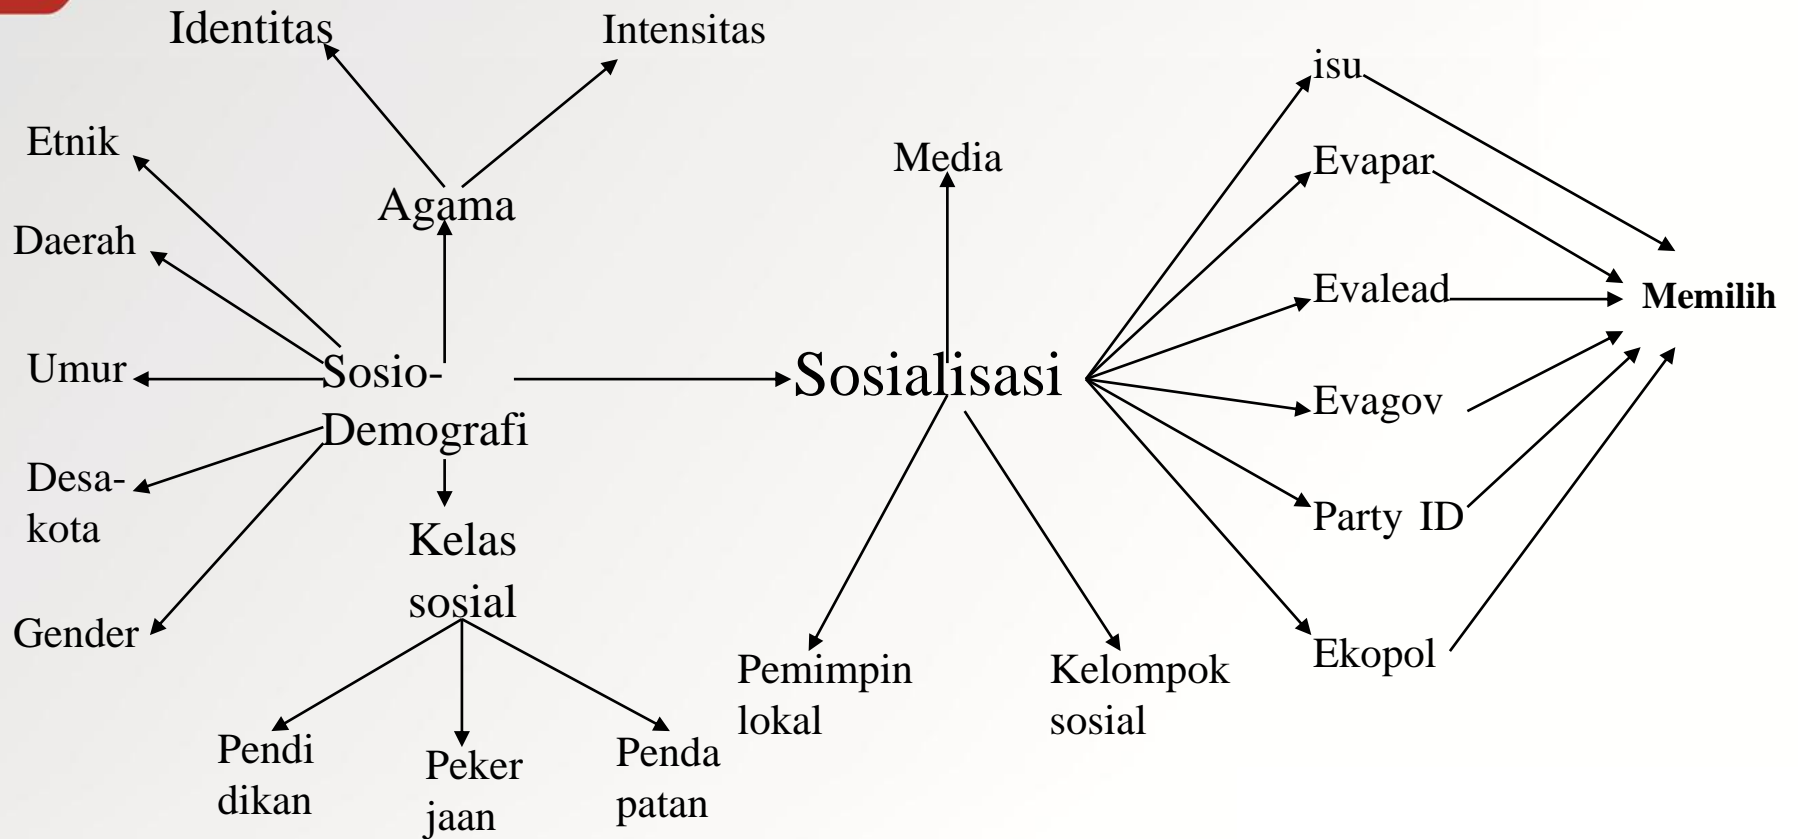 Identitas
Intensitas
isu
Etnik
Media
Evapar
Agama
Daerah
Evalead
Memilih
Umur
Sosio-
Demografi
Sosialisasi
Evagov
Desa-
kota
Kelas
sosial
Party ID
Gender
Ekopol
Pemimpin
lokal
Kelompok
sosial
Pendi
dikan
Peker
jaan
Penda
patan